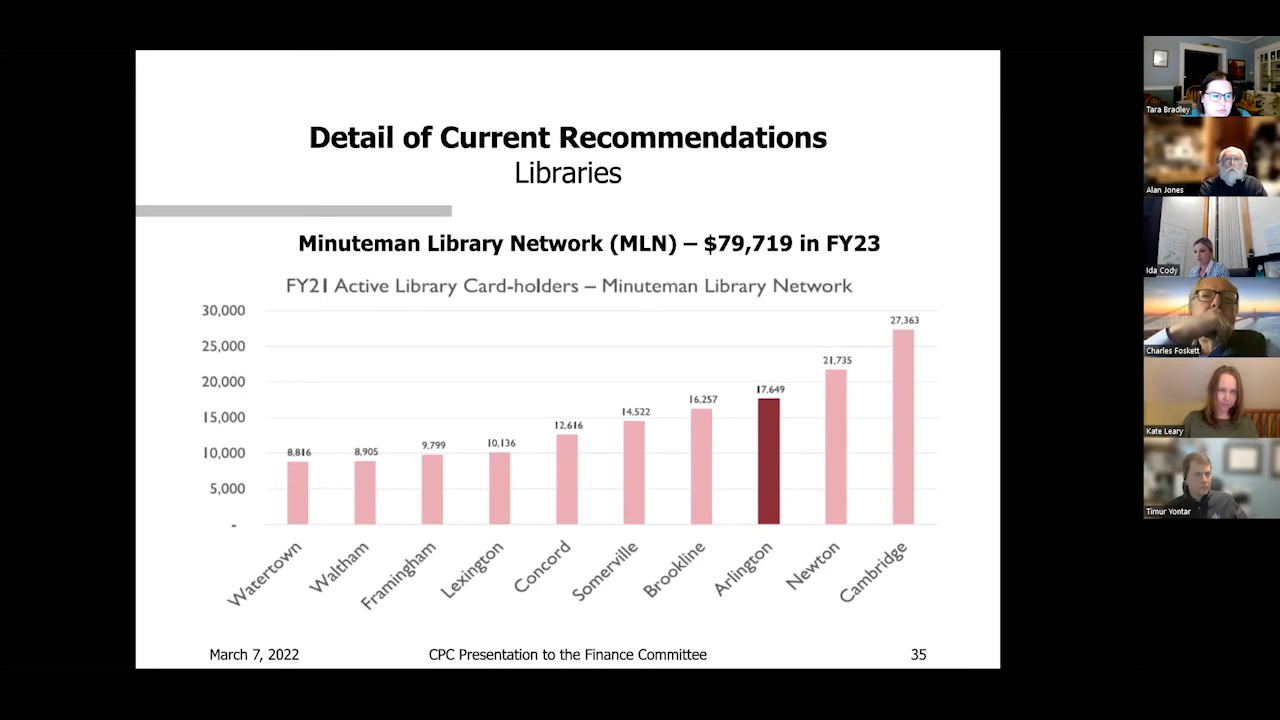 Detail of Current Recommendations
Libraries
Minuteman Library Network (MLN) – $79,719 in FY23
FY21 Active Library Card-holders – Minuteman Library Network
30,000
25,000
20,000
15,000
10,000
5,000
-
8,816
8,905
9,799
10,136
12,616
14,522
16,257
17,649
21,735
27,363
Watertown
Waltham
Framingham
Lexington
Concord
Somerville
Brookline
Arlington
Newton
Cambridge
March 7, 2022
CPC Presentation to the Finance Committee
35
Tara Bradley
Alan Jones
Ida Cody
Charles Foskett
Kate Leary
Timur Yontar